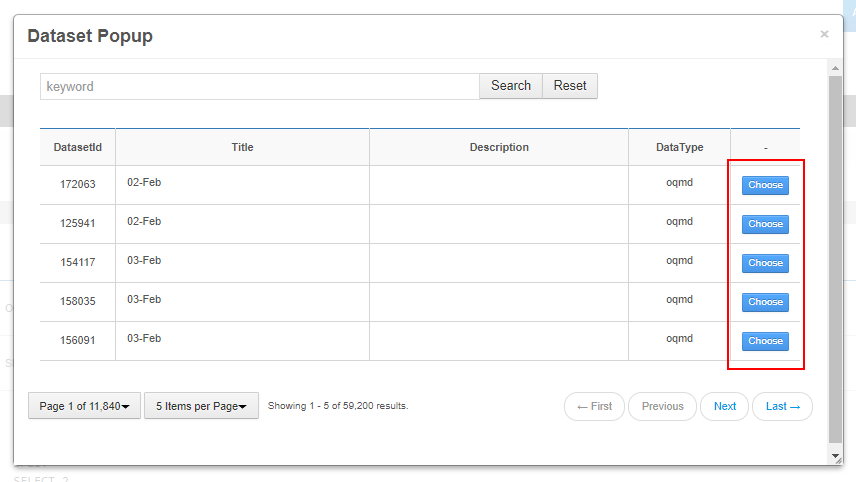 Dataset Popup ×
keyword Search Reset
DatasetId Title Description DataType -
172063 02-Feb oqmd Choose
125941 02-Feb oqmd Choose
154117 03-Feb oqmd Choose
158035 03-Feb oqmd Choose
156091 03-Feb oqmd Choose
Page 1 of 11,840 5 Items per Page Showing 1 - 5 of 59,200 results. ← First Previous Next Last →
SELECT 2